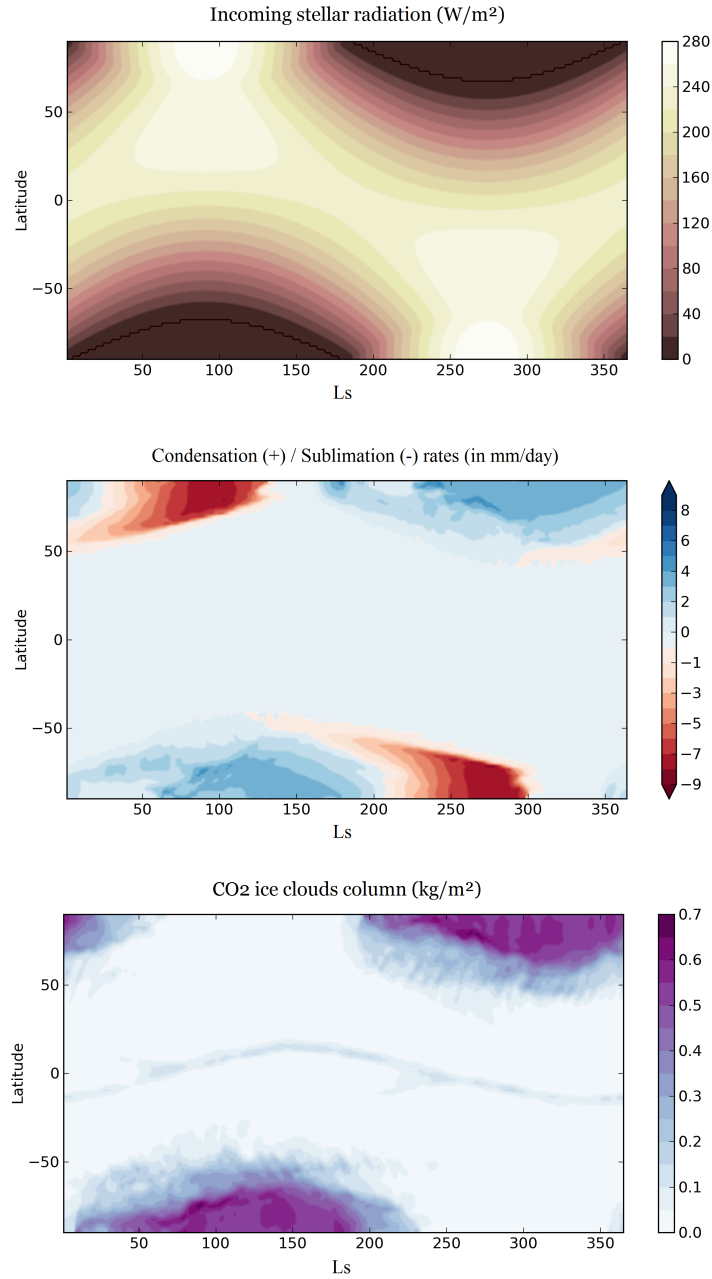 Incoming stellar radiation (W/m²)
Latitude
50
0
−50
50 100 150 200 250 300 350
Ls
280
240
200
160
120
80
40
0
Condensation (+) / Sublimation (-) rates (in mm/day)
Latitude
50
0
−50
50 100 150 200 250 300 350
Ls
8
6
4
2
0
−1
−3
−5
−7
−9
CO2 ice clouds column (kg/m²)
Latitude
50
0
−50
50 100 150 200 250 300 350
Ls
0.7
0.6
0.5
0.4
0.3
0.2
0.1
0.0